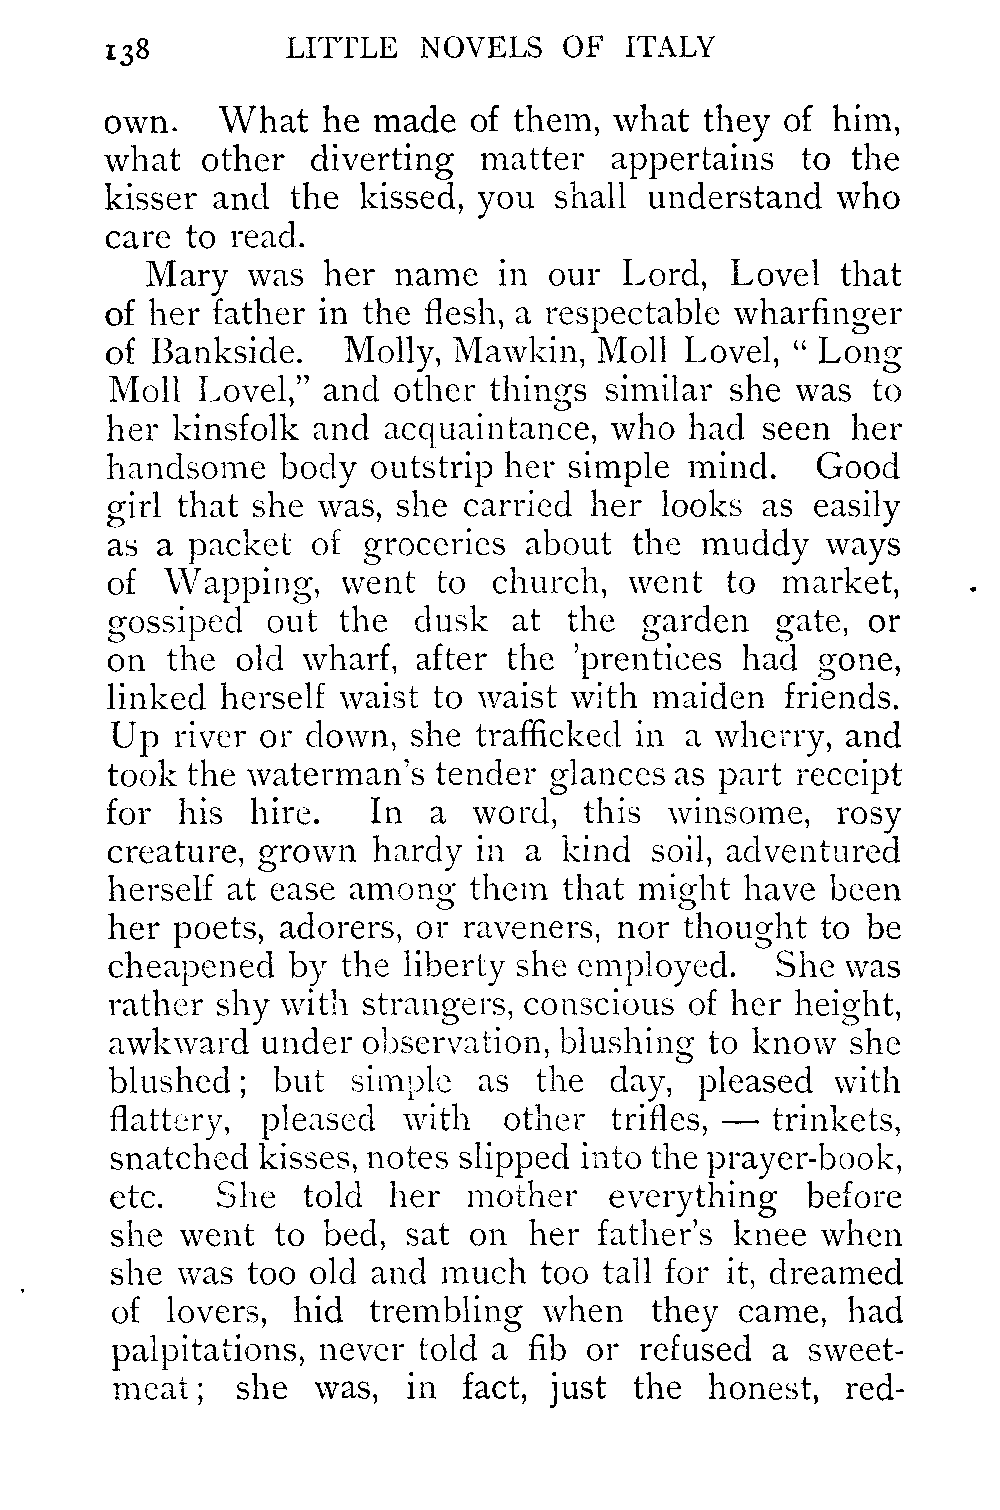 138 LITTLE NOVELS OF ITALY
own. What he made of them, what they of him,
what other diverting matter appertains to the
kisser and the kissed, you shall understand who
care to read.
Mary was her name in our Lord, Lovel that
of her father in the flesh, a respectable wharfinger
of Bankside. Molly, Mawkin, Moll Lovel, “ Long
Moll Lovel,” and other things similar she was to
her kinsfolk and acquaintance, who had seen her
handsome body outstrip her simple mind. Good
girl that she was, she carried her looks as easily
as a packet of groceries about the muddy ways
of Wapping, went to church, went to market,
gossiped out the dusk at the garden gate, or
on the old wharf, after the ’prentices had gone,
linked herself waist to waist with maiden friends.
Up river or down, she trafficked in a wherry, and
took the waterman’s tender glances as part receipt
for his hire. In a word, this winsome, rosy
creature, grown hardy in a kind soil, adventured
herself at ease among them that might have been
her poets, adorers, or raveners, nor thought to be
cheapened by the liberty she employed. She was
rather shy with strangers, conscious of her height,
awkward under observation, blushing to know she
blushed; but simple as the day, pleased with
flattery, pleased with other trifles, — trinkets,
snatched kisses, notes slipped into the prayer-book,
etc. She told her mother everything before
she went to bed, sat on her father’s knee when
she was too old and much too tall for it, dreamed
of lovers, hid trembling when they came, had
palpitations, never told a fib or refused a sweet-
meat; she was, in fact, just the honest, red-